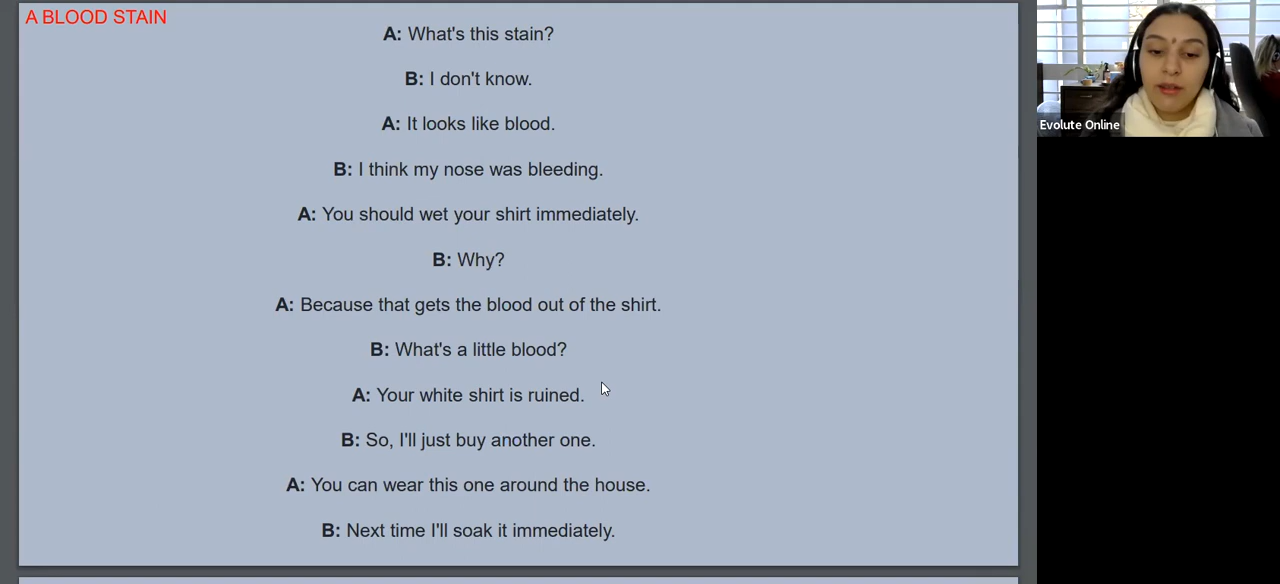 A BLOOD STAIN
A: What's this stain?
B: I don't know.
A: It looks like blood.
B: I think my nose was bleeding.
A: You should wet your shirt immediately.
B: Why?
A: Because that gets the blood out of the shirt.
B: What's a little blood?
A: Your white shirt is ruined.
B: So, I'll just buy another one.
A: You can wear this one around the house.
B: Next time I'll soak it immediately.
Evolute Online